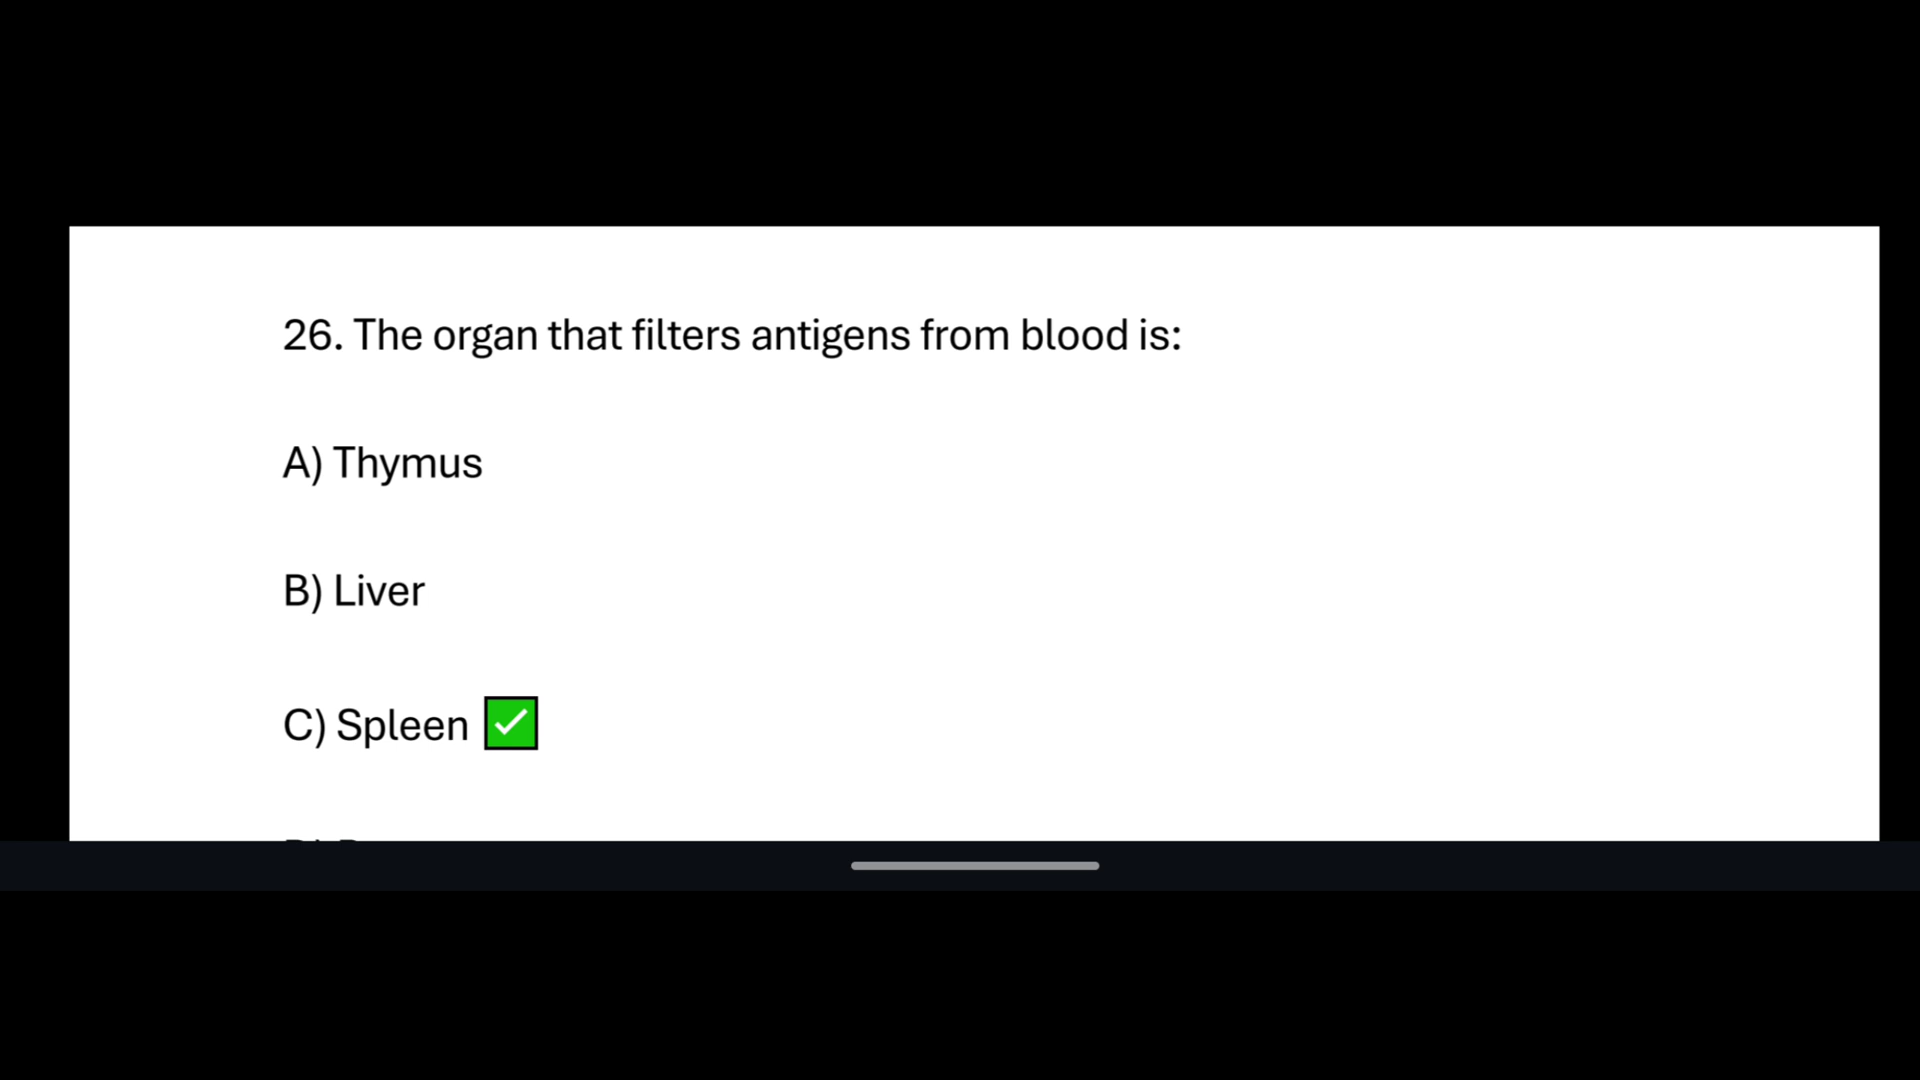 26. The organ that filters antigens from blood is:
A) Thymus
B) Liver
C) Spleen ✅